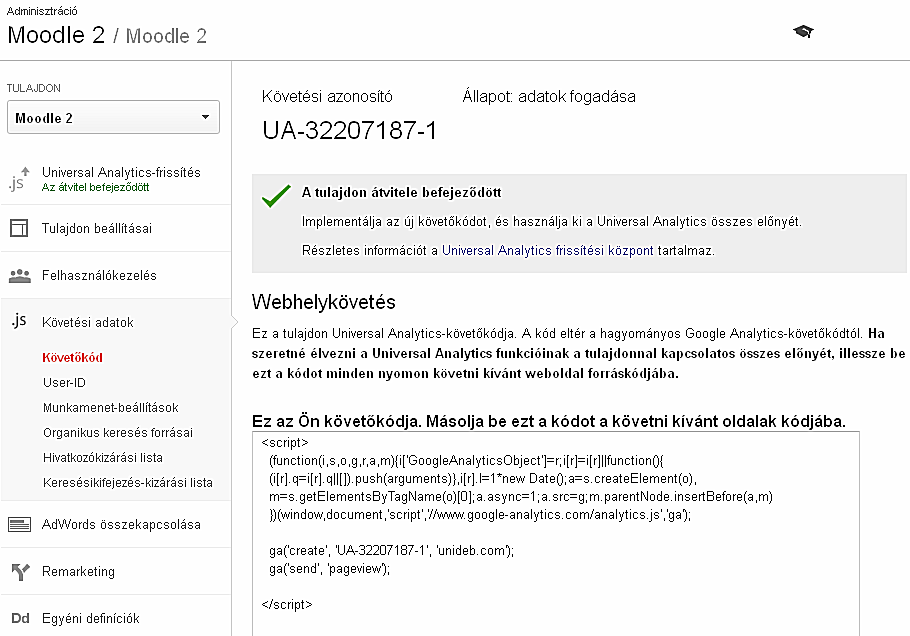 Adminisztráció
Moodle 2 / Moodle 2
TULAJDON
Moodle 2
.js Universal Analytics-frissítés
Az átvitel befejeződött
Tulajdon beállításai
Felhasználókezelés
.js Követési adatok
Követőkód
User-ID
Munkamenet-beállítások
Organikus keresés forrásai
Hivatkozókizárási lista
Keresésikifejezés-kizárási lista
AdWords összekapcsolása
Remarketing
Dd Egyéni definíciók
Követési azonosító Állapot: adatok fogadása
UA-32207187-1
A tulajdon átvitele befejeződött
Implementálja az új követőkódot, és használja ki a Universal Analytics összes előnyét.
Részletes információt a Universal Analytics frissítési központ tartalmaz.
Webhelykövetés
Ez a tulajdon Universal Analytics-követőkódja. A kód eltér a hagyományos Google Analytics-követőkódtól. Ha
szeretné élvezni a Universal Analytics funkcióinak a tulajdonnal kapcsolatos összes előnyét, illessze be
ezt a kódot minden nyomon követni kívánt weboldal forráskódjába.
Ez az Ön követőkódja. Másolja be ezt a kódot a követni kívánt oldalak kódjába.
<script>
(function(i,s,o,g,r,a,m){i['GoogleAnalyticsObject']=r;i[r]=i[r]||function(){
(i[r].q=i[r].q||[]).push(arguments)},i[r].l=1*new Date();a=s.createElement(o),
m=s.getElementsByTagName(o)[0];a.async=1;a.src=g;m.parentNode.insertBefore(a,m)
})(window,document,'script','//www.google-analytics.com/analytics.js','ga');
ga('create', 'UA-32207187-1', 'unideb.com');
ga('send', 'pageview');
</script>